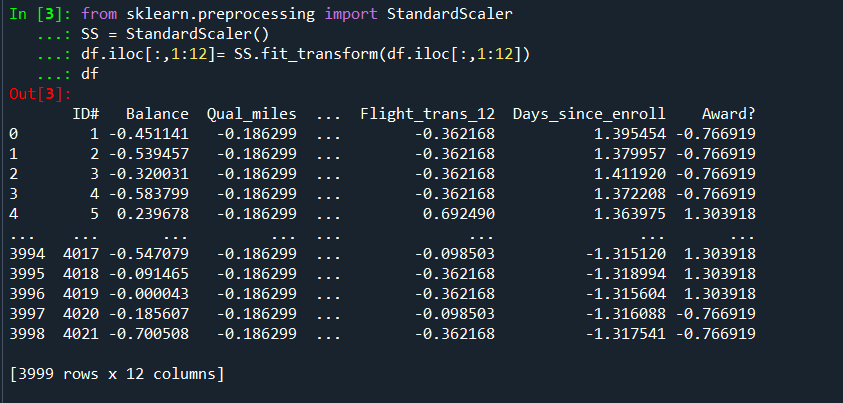 In [3]: from sklearn.preprocessing import StandardScaler
   ...: SS = StandardScaler()
   ...: df.iloc[:,1:12]= SS.fit_transform(df.iloc[:,1:12])
   ...: df
Out[3]:
       ID#   Balance  Qual_miles  ...  Flight_trans_12  Days_since_enroll    Award?
0        1 -0.451141   -0.186299  ...        -0.362168           1.395454 -0.766919
1        2 -0.539457   -0.186299  ...        -0.362168           1.379957 -0.766919
2        3 -0.320031   -0.186299  ...        -0.362168           1.411920 -0.766919
3        4 -0.583799   -0.186299  ...        -0.362168           1.372208 -0.766919
4        5  0.239678   -0.186299  ...         0.692490           1.363975  1.303918
...    ...       ...         ...  ...              ...                ...       ...
3994  4017 -0.547079   -0.186299  ...        -0.098503          -1.315120  1.303918
3995  4018 -0.091465   -0.186299  ...        -0.362168          -1.318994  1.303918
3996  4019 -0.000043   -0.186299  ...        -0.362168          -1.315604  1.303918
3997  4020 -0.185607   -0.186299  ...        -0.098503          -1.316088 -0.766919
3998  4021 -0.700508   -0.186299  ...        -0.362168          -1.317541 -0.766919
[3999 rows x 12 columns]